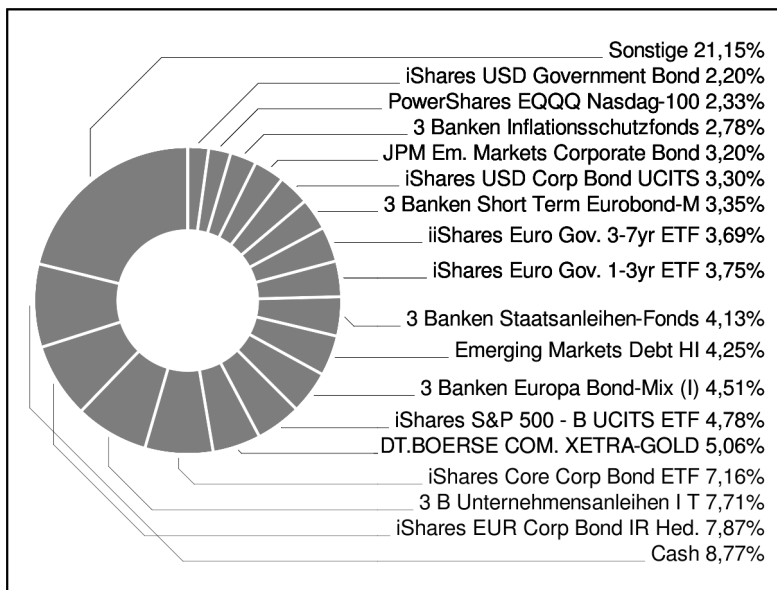 Sonstige 21,15%
iShares USD Government Bond 2,20%
PowerShares EQQQ Nasdag-100 2,33%
3 Banken Inflationsschutzfonds 2,78%
JPM Em. Markets Corporate Bond 3,20%
iShares USD Corp Bond UCITS 3,30%
3 Banken Short Term Eurobond-M 3,35%
iiShares Euro Gov. 3-7yr ETF 3,69%
iShares Euro Gov. 1-3yr ETF 3,75%
3 Banken Staatsanleihen-Fonds 4,13%
Emerging Markets Debt HI 4,25%
3 Banken Europa Bond-Mix (I) 4,51%
iShares S&P 500 - B UCITS ETF 4,78%
DT.BOERSE COM. XETRA-GOLD 5,06%
iShares Core Corp Bond ETF 7,16%
3 B Unternehmensanleihen I T 7,71%
iShares EUR Corp Bond IR Hed. 7,87%
Cash 8,77%